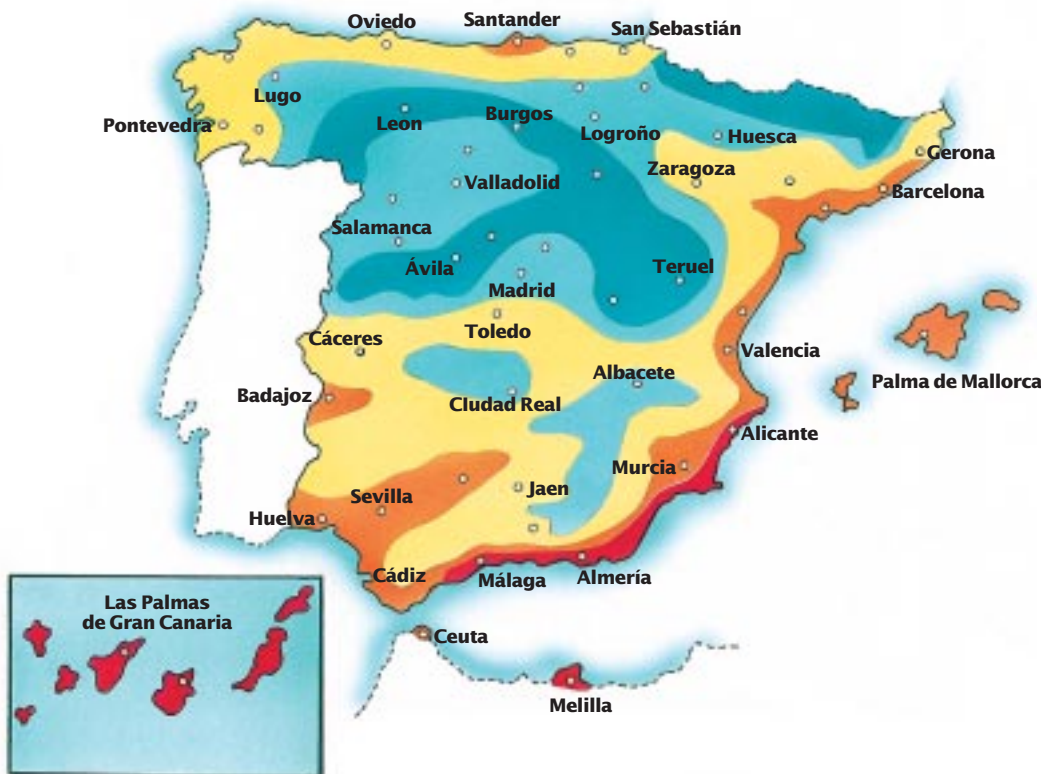 Oviedo
Santander
San Sebastián
Lugo
León
Burgos
Pontevedra
Logroño
Huesca
Gerona
Zaragoza
Valladolid
Barcelona
Salamanca
Ávila
Teruel
Madrid
Toledo
Cáceres
Valencia
Albacete
Palma de Mallorca
Badajoz
CIudad Real
Alicante
Murcia
Sevilla
Jaen
Huelva
Cádiz
Málaga
Almería
Las Palmas
de Gran Canaria
Ceuta
Melilla